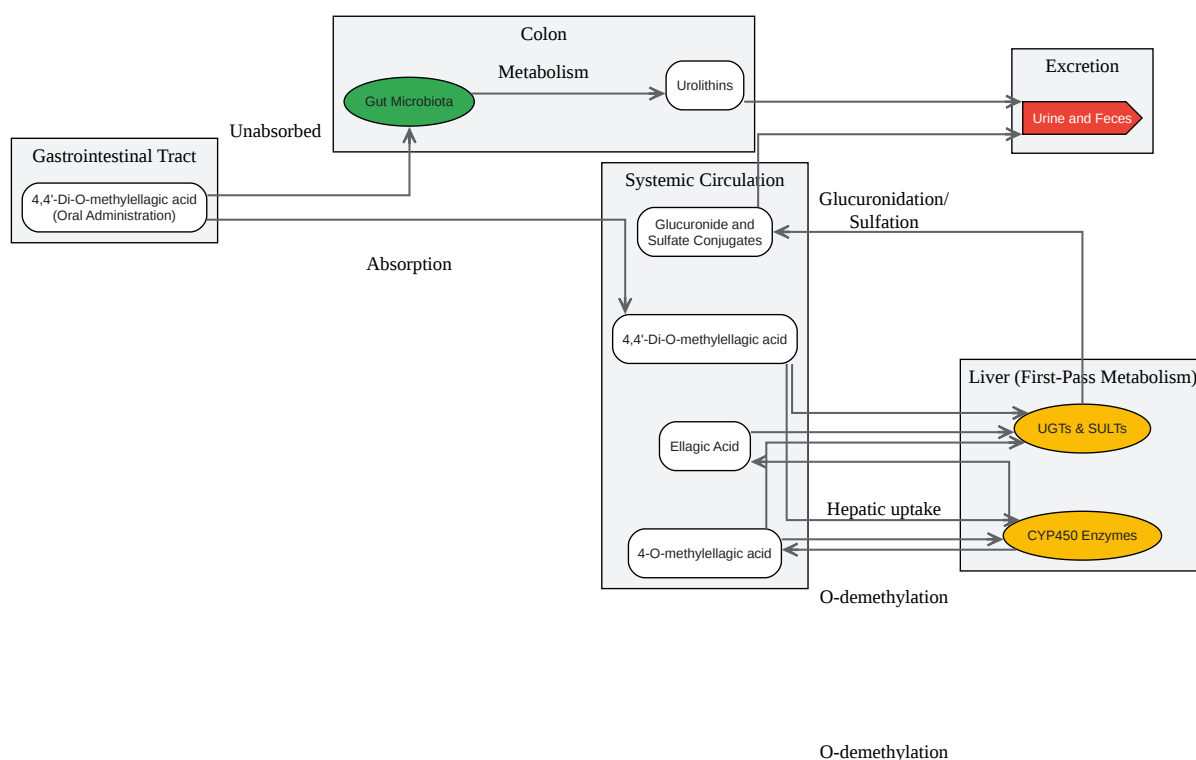 Colon
Metabolism
Gut Microbiota
Urolithins
Excretion
Urine and Feces
Unabsorbed
Gastrointestinal Tract
4,4'-Di-O-methylellagic acid
(Oral Administration)
Absorption
Systemic Circulation
Glucuronide and
Sulfate Conjugates
Glucuronidation/
Sulfation
4,4'-Di-O-methylellagic acid
Liver (First-Pass Metabolism)
UGTs & SULTs
Ellagic Acid
Hepatic uptake
CYP450 Enzymes
4-O-methylellagic acid
O-demethylation
O-demethylation